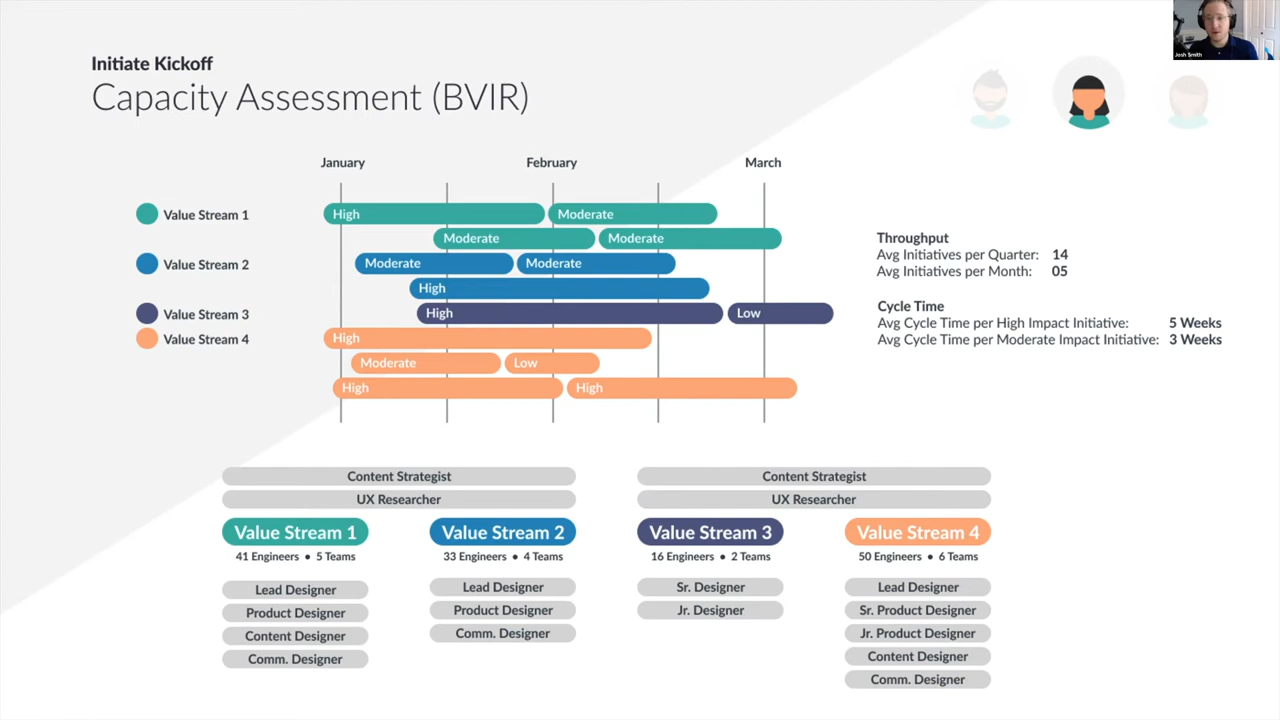 Josh Smith
Initiate Kickoff
Capacity Assessment (BVIR)
January February March
Value Stream 1
High Moderate
Moderate Moderate
Value Stream 2
Moderate Moderate
High
Value Stream 3
High Low
Value Stream 4
High
Moderate Low
High High
Throughput
Avg Initiatives per Quarter: 14
Avg Initiatives per Month: 05
Cycle Time
Avg Cycle Time per High Impact Initiative: 5 Weeks
Avg Cycle Time per Moderate Impact Initiative: 3 Weeks
Content Strategist
UX Researcher
Value Stream 1
41 Engineers • 5 Teams
Lead Designer
Product Designer
Content Designer
Comm. Designer
Value Stream 2
33 Engineers • 4 Teams
Lead Designer
Product Designer
Comm. Designer
Content Strategist
UX Researcher
Value Stream 3
16 Engineers • 2 Teams
Sr. Designer
Jr. Designer
Value Stream 4
50 Engineers • 6 Teams
Lead Designer
Sr. Product Designer
Jr. Product Designer
Content Designer
Comm. Designer